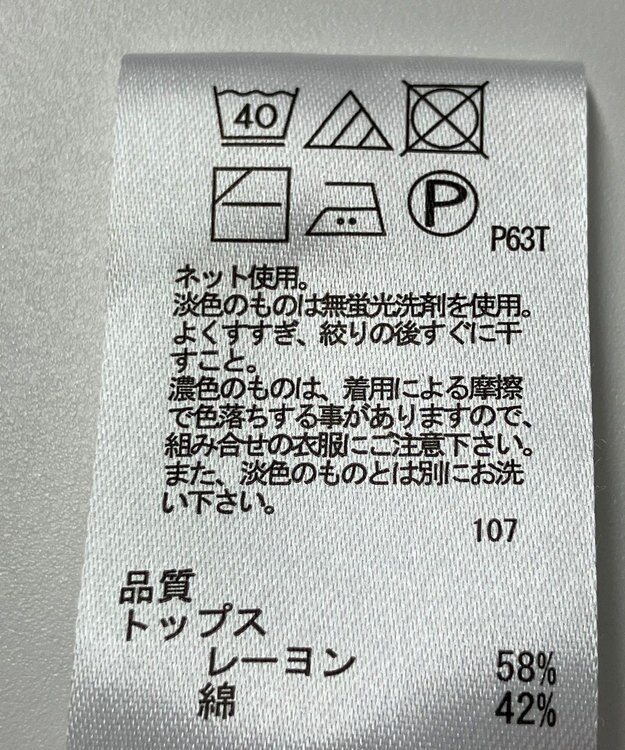 40
P
P63T
ネット使用。
淡色のものは無蛍光洗剤を使用。
よくすすぎ、絞りの後すぐに干
すこと。
濃色のものは、着用による摩擦
で色落ちする事がありますので、
組み合せの衣服にご注意下さい。
また、淡色のものとは別にお洗
い下さい。
107
品質
トップス
レーヨン 58%
綿 42%